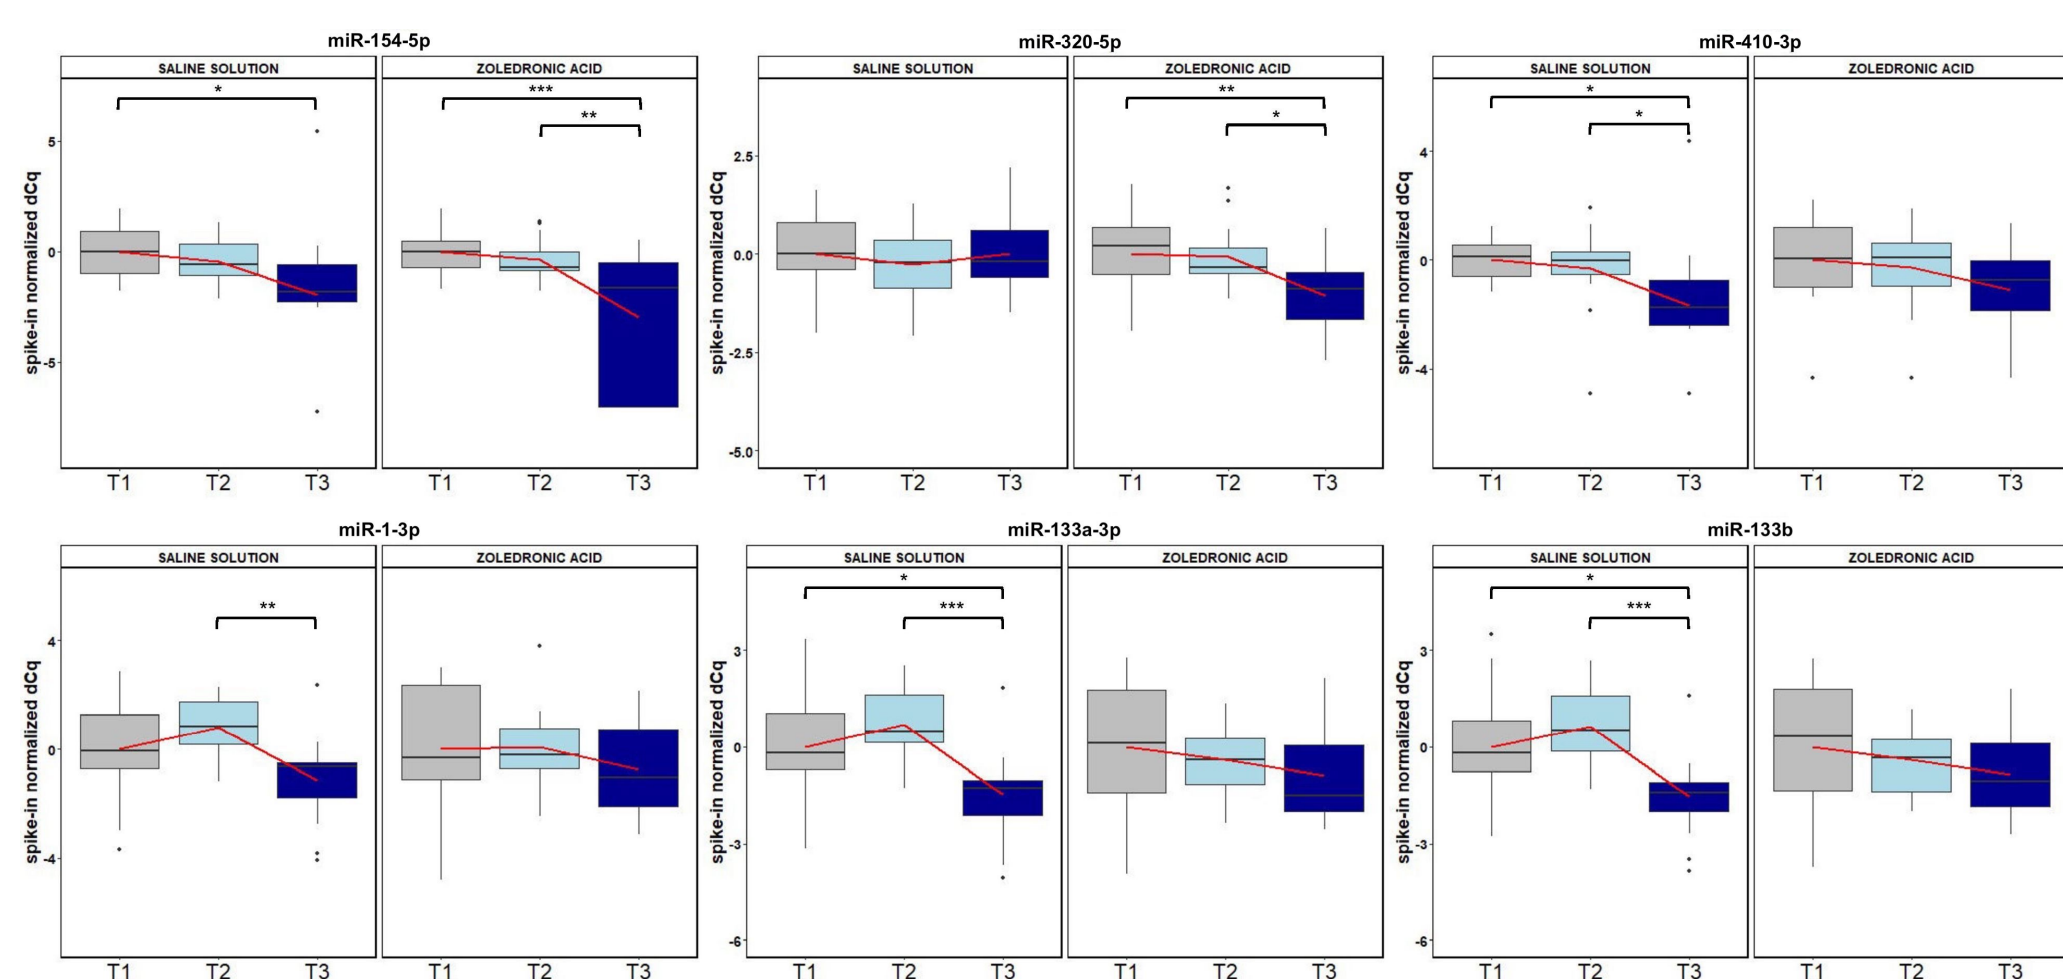 miR-154-5p
SALINE SOLUTION
ZOLEDRONIC ACID
*
***
**
spike-in normalized dCq
5
0
-5
T1 T2 T3
T1 T2 T3
miR-320-5p
SALINE SOLUTION
ZOLEDRONIC ACID
**
*
spike-in normalized dCq
2.5
0.0
-2.5
-5.0
T1 T2 T3
T1 T2 T3
miR-410-3p
SALINE SOLUTION
ZOLEDRONIC ACID
*
*
spike-in normalized dCq
4
0
-4
T1 T2 T3
T1 T2 T3
miR-1-3p
SALINE SOLUTION
ZOLEDRONIC ACID
**
spike-in normalized dCq
4
0
-4
T1 T2 T3
T1 T2 T3
miR-133a-3p
SALINE SOLUTION
ZOLEDRONIC ACID
*
***
spike-in normalized dCq
3
0
-3
-6
T1 T2 T3
T1 T2 T3
miR-133b
SALINE SOLUTION
ZOLEDRONIC ACID
*
***
spike-in normalized dCq
3
0
-3
-6
T1 T2 T3
T1 T2 T3